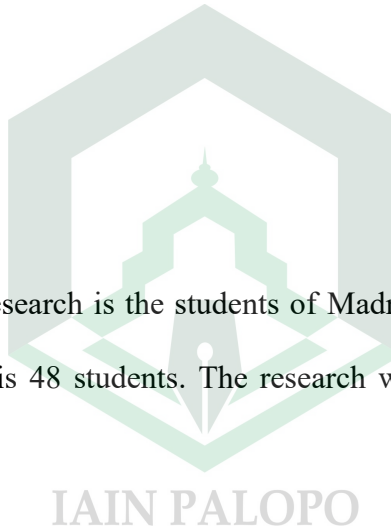 esearch is the students of Madr
is 48 students. The research w
IAIN PALOPO